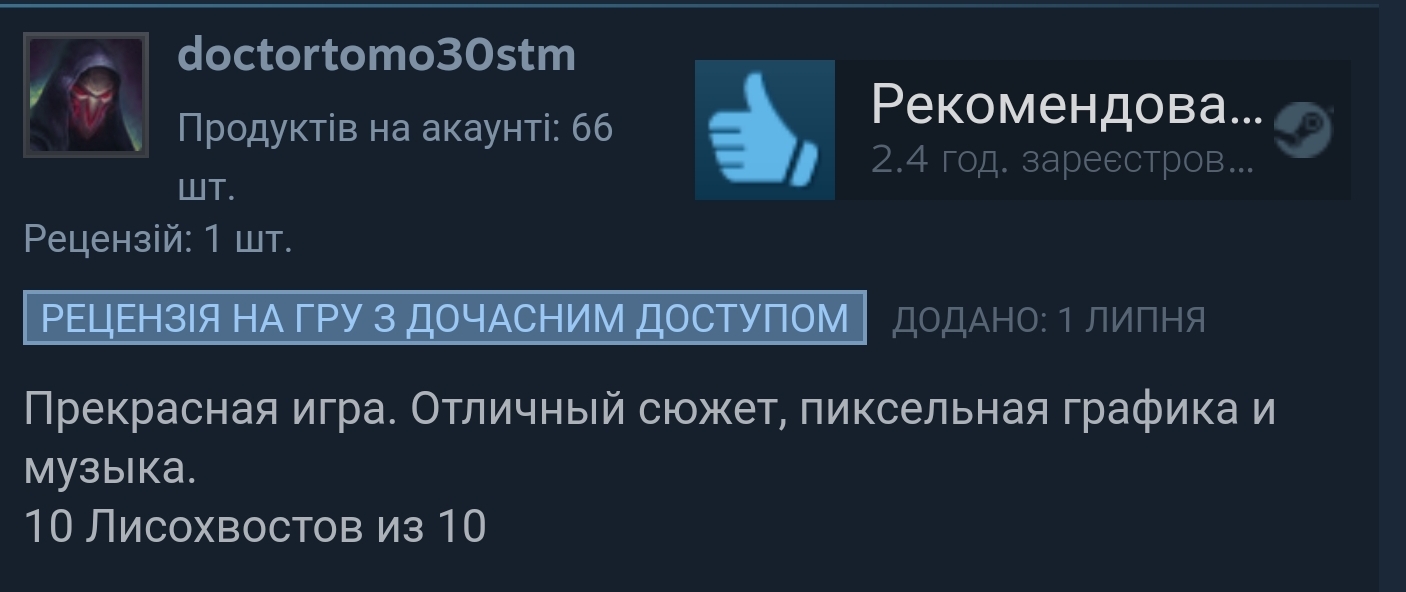 doctortomo30stm
Продуктів на акаунті: 66
шт.
Рецензій: 1 шт.
Рекомендова...
2.4 год. зареєстров...
РЕЦЕНЗІЯ НА ГРУ З ДОЧАСНИМ ДОСТУПОМ
ДОДАНО: 1 ЛИПНЯ
Прекрасная игра. Отличный сюжет, пиксельная графика и
музыка.
10 Лисохвостов из 10